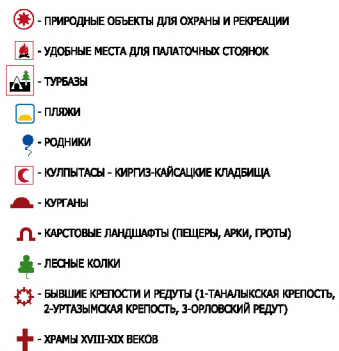 - ПРИРОДНЫЕ ОБЪЕКТЫ ДЛЯ ОХРАНЫ И РЕКРЕАЦИИ
- УДОБНЫЕ МЕСТА ДЛЯ ПАЛАТОЧНЫХ СТОЯНОК
- ТУРБАЗЫ
- ПЛЯЖИ
- РОДНИКИ
- КУЛПЫТАСЫ - КИРГИЗ-КАЙСАЦКИЕ КЛАДБИЩА
- КУРГАНЫ
- КАРСТОВЫЕ ЛАНДШАФТЫ (ПЕЩЕРЫ, АРКИ, ГРОТЫ)
- ЛЕСНЫЕ КОЛКИ
- БЫВШИЕ КРЕПОСТИ И РЕДУТЫ (1-ТАНАЛЫКСКАЯ КРЕПОСТЬ,
2-УРТАЗЫМСКАЯ КРЕПОСТЬ, 3-ОРЛОВСКИЙ РЕДУТ)
- ХРАМЫ XVIII-XIX ВЕКОВ